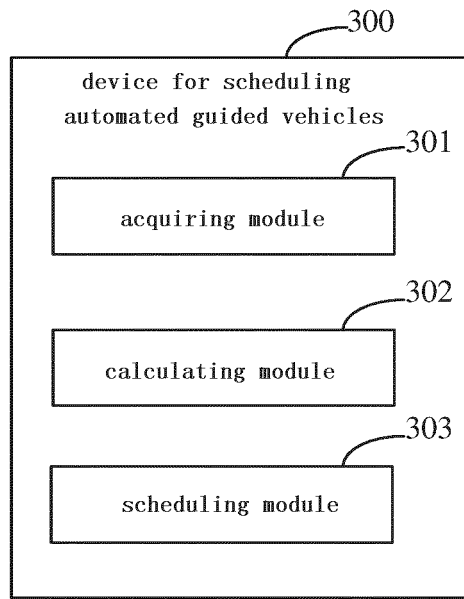 300
device for scheduling
automated guided vehicles
301
acquiring module
302
calculating module
303
scheduling module